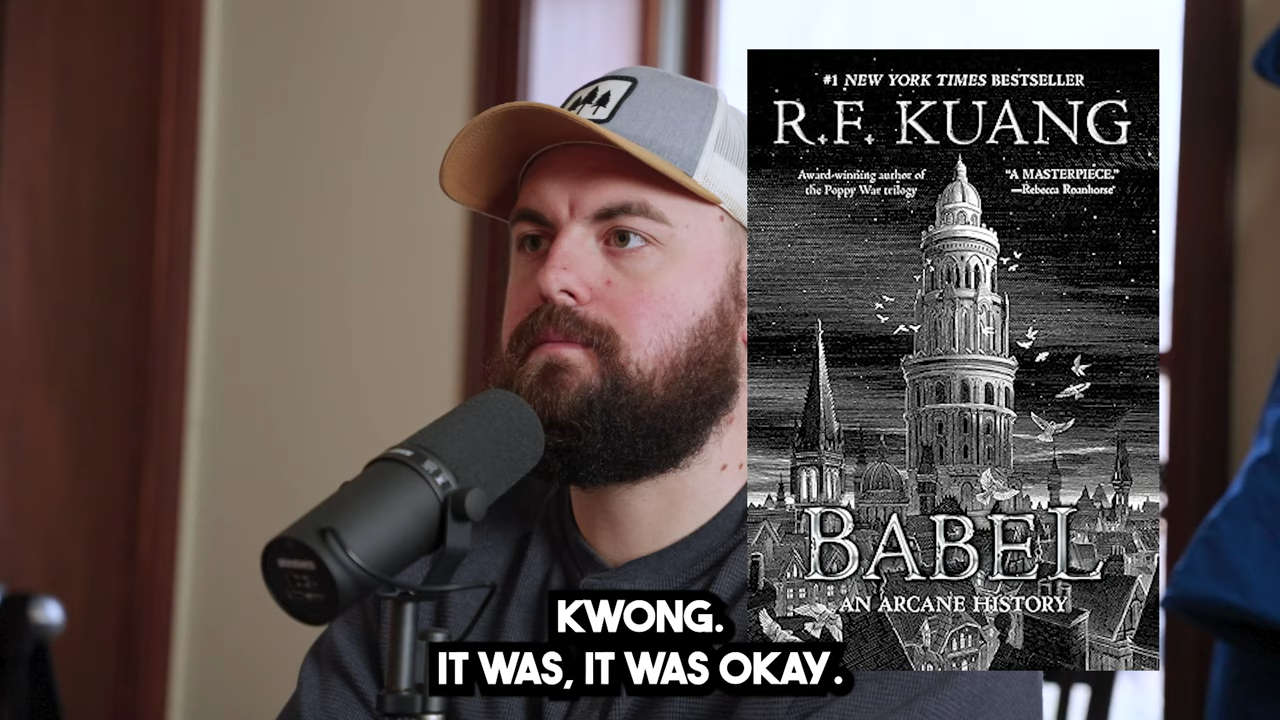 #1 NEW YORK TIMES BESTSELLER
R.F. KUANG
Award-winning author of
the Poppy War trilogy
"A MASTERPIECE."
—Rebecca Roanhorse
BABEL
AN ARCANE HISTORY
KWONG.
IT WAS, IT WAS OKAY.